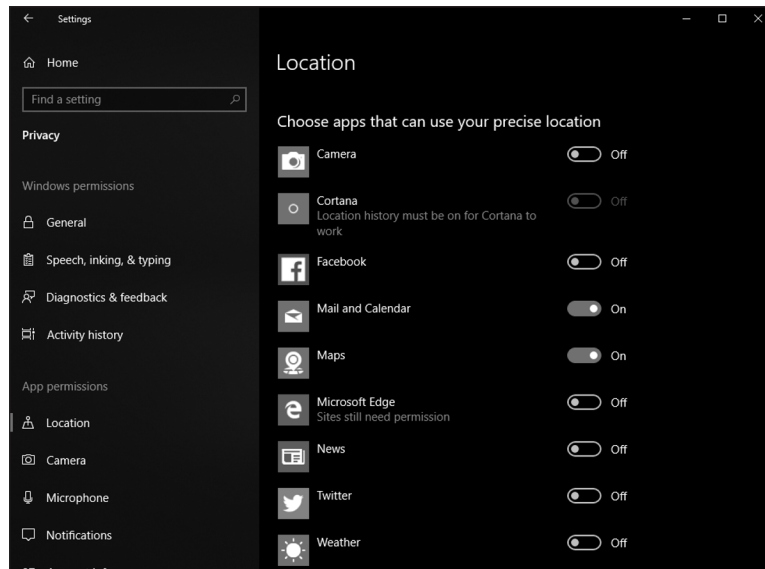 Settings
Home
Find a setting
Privacy
Windows permissions
General
Speech, inking, & typing
Diagnostics & feedback
Activity history
App permissions
Location
Camera
Microphone
Notifications
Location
Choose apps that can use your precise location
Camera
Off
Cortana
Location history must be on for Cortana to
work
Off
Facebook
Off
Mail and Calendar
On
Maps
On
Microsoft Edge
Sites still need permission
Off
News
Off
Twitter
Off
Weather
Off